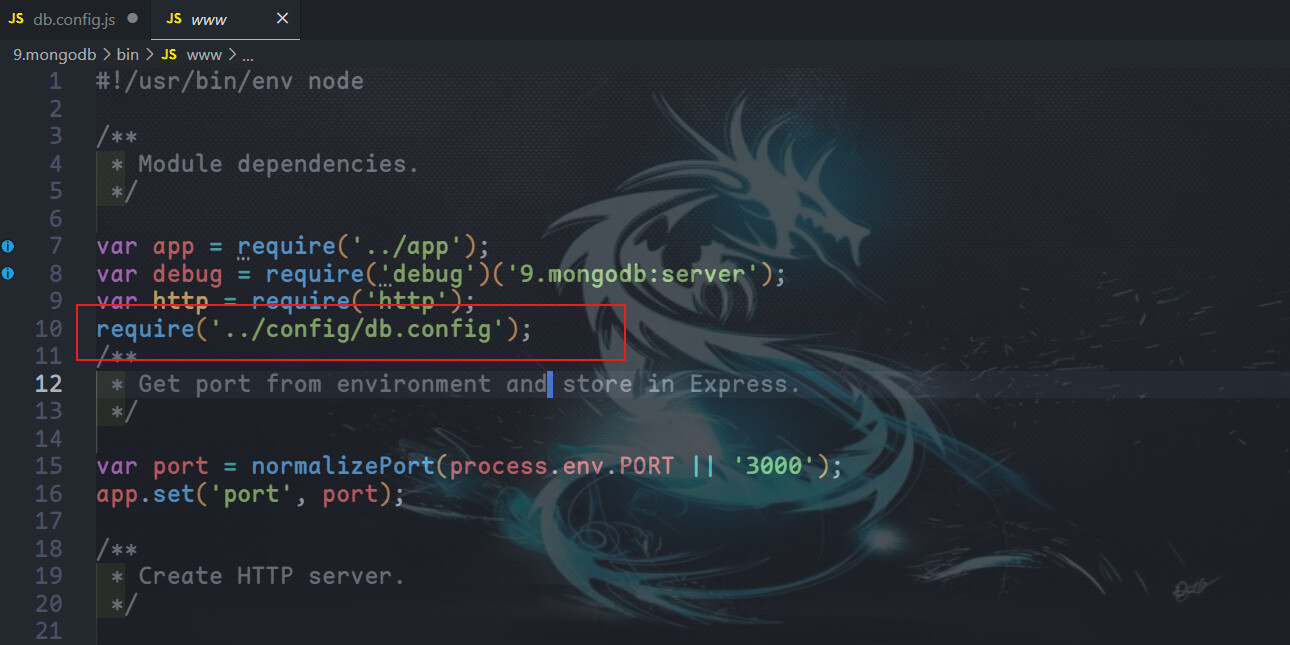 JS db.config.js ● JS www ×
9.mongodb > bin > JS www > ...
1 #!/usr/bin/env node
2
3 /**
4 * Module dependencies.
5 */
6
7 var app = require('../app');
8 var debug = require('debug')('9.mongodb:server');
9 var http = require('http');
10 require('../config/db.config');
11 /**
12 * Get port from environment and store in Express.
13 */
14
15 var port = normalizePort(process.env.PORT || '3000');
16 app.set('port', port);
17
18 /**
19 * Create HTTP server.
20 */
21